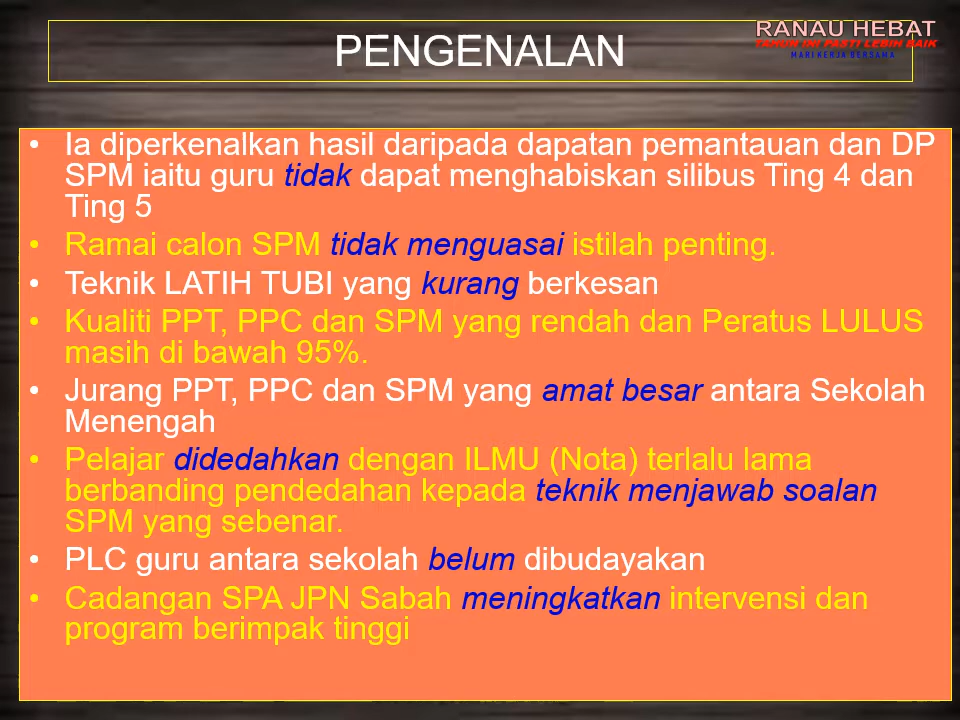 PENGENALAN
RANAU HEBAT
TAHUN INI PASTI LEBIH BAIK
MARI KERJA BERSAMA
• Ia diperkenalkan hasil daripada dapatan pemantauan dan DP
SPM iaitu guru tidak dapat menghabiskan silibus Ting 4 dan
Ting 5
• Ramai calon SPM tidak menguasai istilah penting.
• Teknik LATIH TUBI yang kurang berkesan
• Kualiti PPT, PPC dan SPM yang rendah dan Peratus LULUS
masih di bawah 95%.
• Jurang PPT, PPC dan SPM yang amat besar antara Sekolah
Menengah
• Pelajar didedahkan dengan ILMU (Nota) terlalu lama
berbanding pendedahan kepada teknik menjawab soalan
SPM yang sebenar.
• PLC guru antara sekolah belum dibudayakan
• Cadangan SPA JPN Sabah meningkatkan intervensi dan
program berimpak tinggi